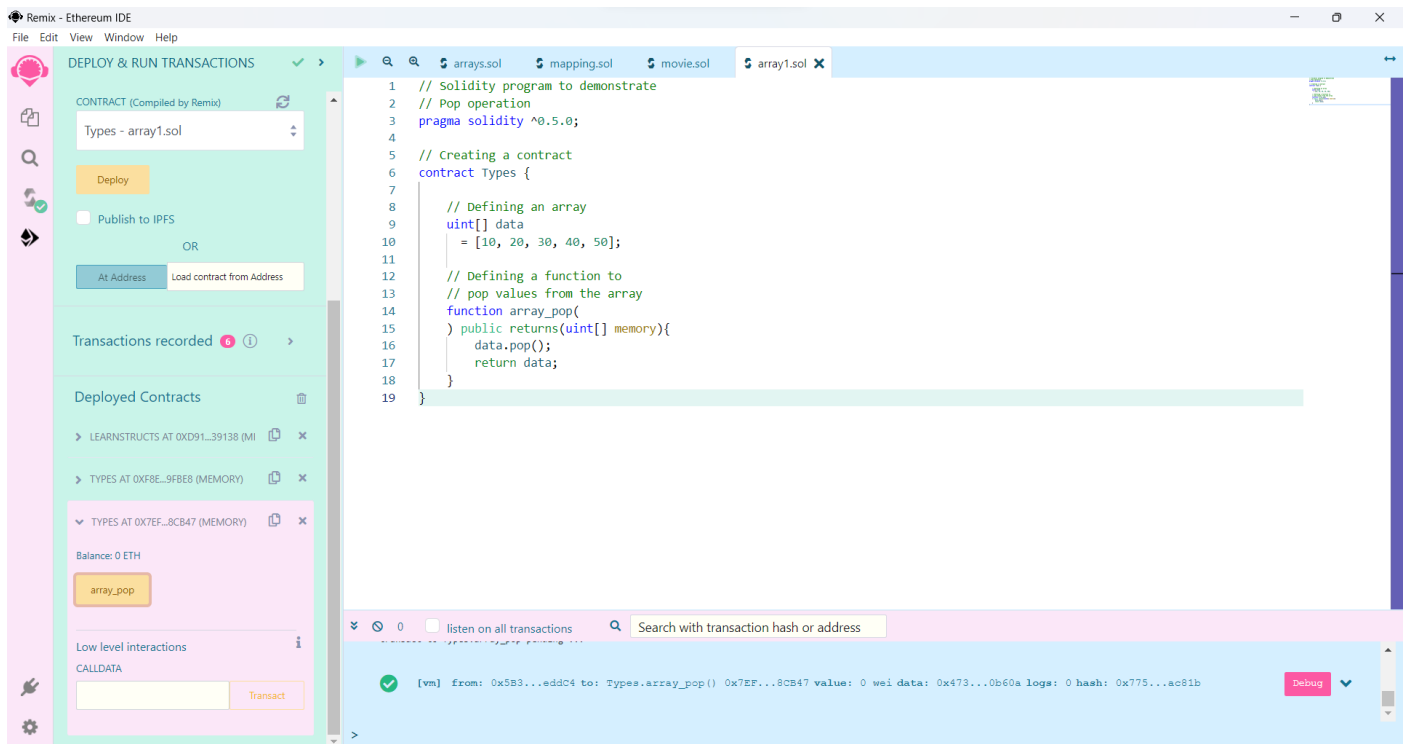 Remix - Ethereum IDE
File Edit View Window Help
DEPLOY & RUN TRANSACTIONS
CONTRACT (Compiled by Remix)
Types - array1.sol
Deploy
Publish to IPFS
OR
At Address Load contract from Address
Transactions recorded 6 i
Deployed Contracts
LEARNSTRUCTS AT 0XD91...39138 (MI
TYPES AT 0XF8E...9FBE8 (MEMORY)
TYPES AT 0X7EF...8CB47 (MEMORY)
Balance: 0 ETH
array_pop
Low level interactions i
CALLDATA
Transact
arrays.sol mapping.sol movie.sol array1.sol
1 // Solidity program to demonstrate
2 // Pop operation
3 pragma solidity ^0.5.0;
4
5 // Creating a contract
6 contract Types {
7
8 // Defining an array
9 uint[] data
10 = [10, 20, 30, 40, 50];
11
12 // Defining a function to
13 // pop values from the array
14 function array_pop(
15 ) public returns(uint[] memory){
16 data.pop();
17 return data;
18 }
19 }
0 listen on all transactions Search with transaction hash or address
[vm] from: 0x5B3...eddC4 to: Types.array_pop() 0x7EF...8CB47 value: 0 wei data: 0x473...0b60a logs: 0 hash: 0x775...ac81b Debug
>